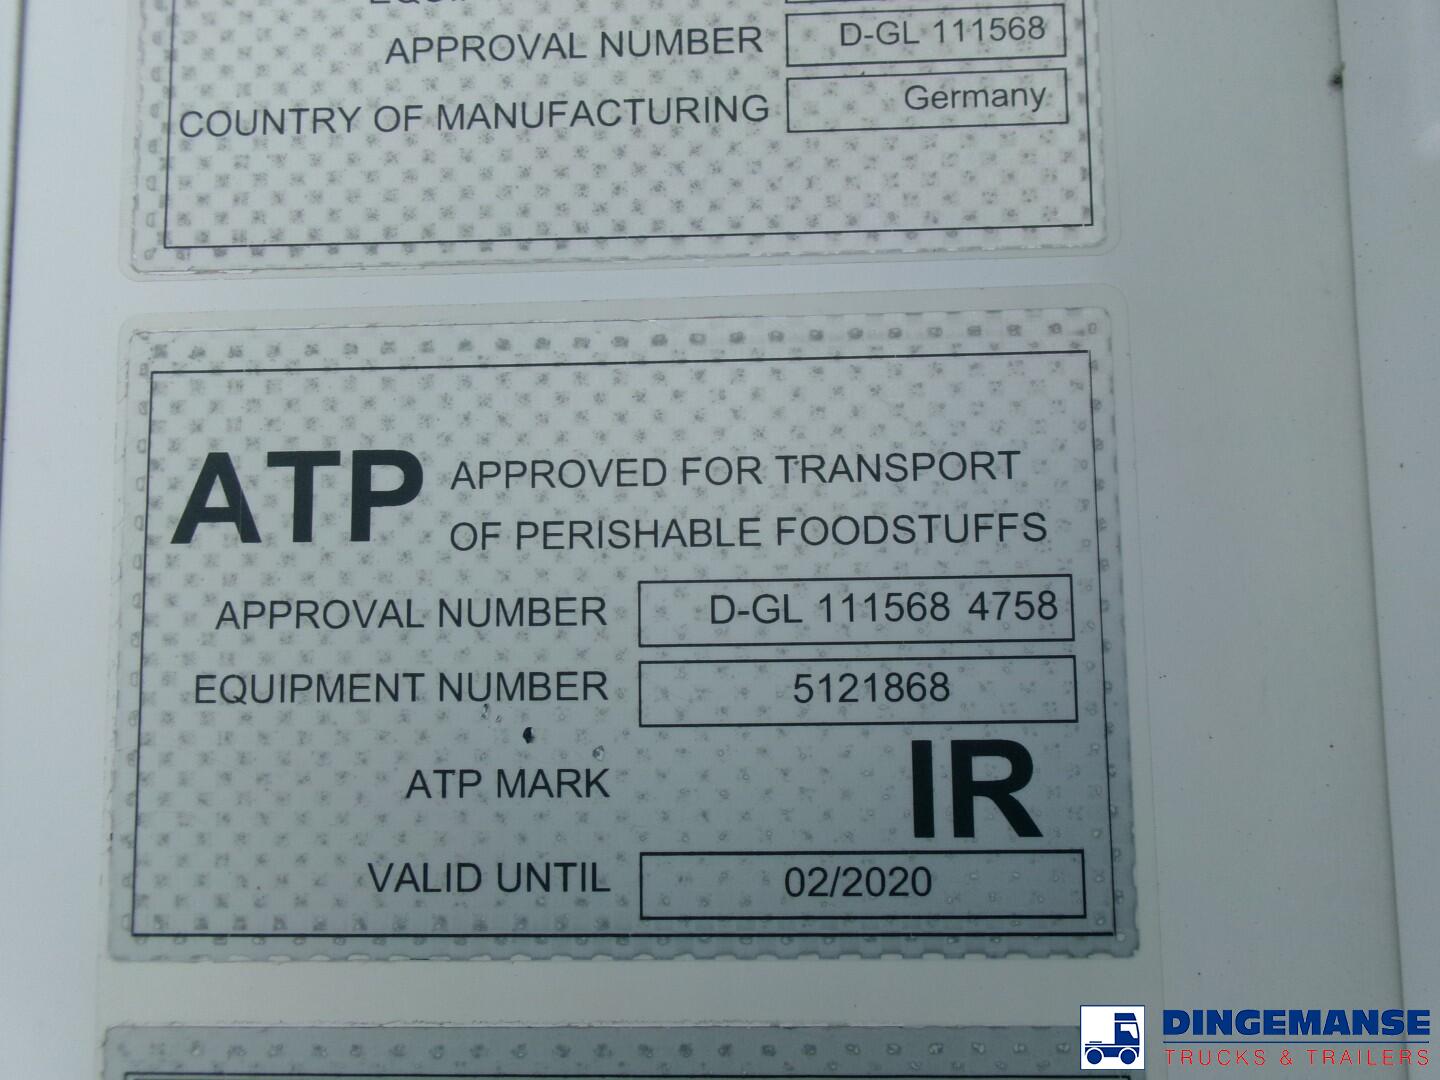 APPROVAL NUMBER D-GL 111568
COUNTRY OF MANUFACTURING Germany
ATP APPROVED FOR TRANSPORT
OF PERISHABLE FOODSTUFFS
APPROVAL NUMBER D-GL 111568 4758
EQUIPMENT NUMBER 5121868
ATP MARK IR
VALID UNTIL 02/2020
DINGEMANSE
TRUCKS & TRAILERS